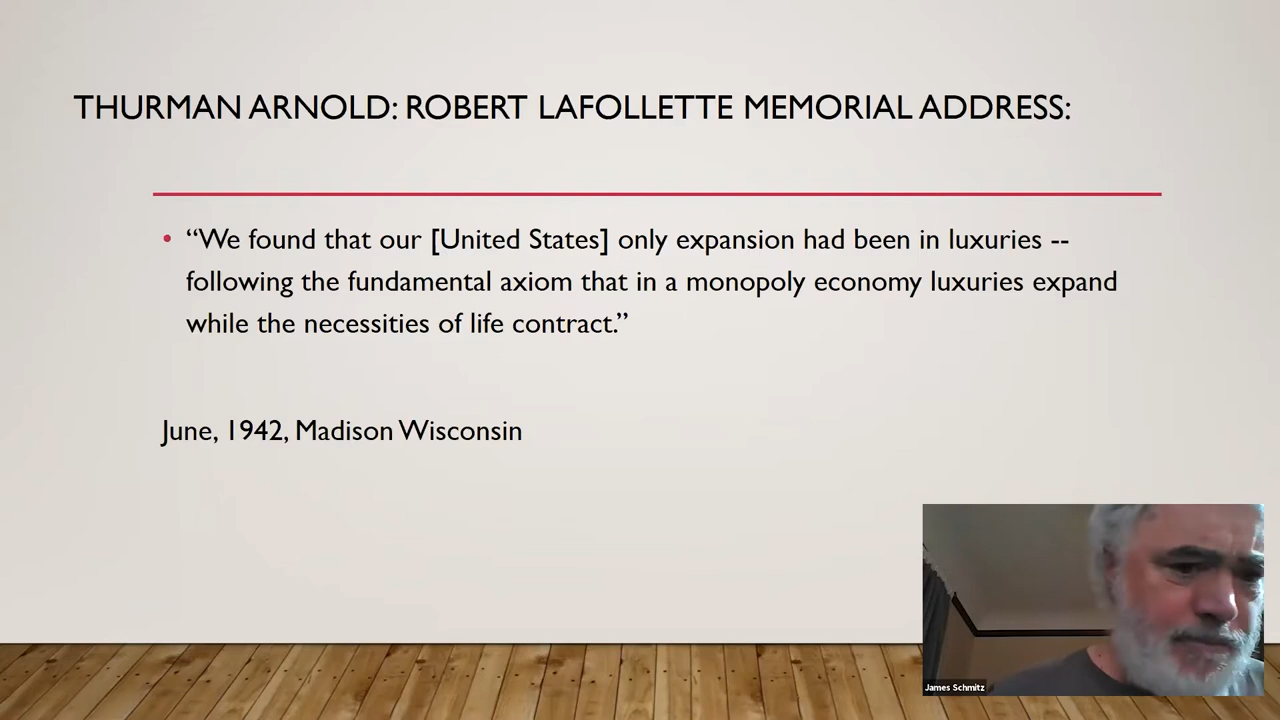 THURMAN ARNOLD: ROBERT LAFOLLETTE MEMORIAL ADDRESS:
• “We found that our [United States] only expansion had been in luxuries --
following the fundamental axiom that in a monopoly economy luxuries expand
while the necessities of life contract.”
June, 1942, Madison Wisconsin
James Schmitz